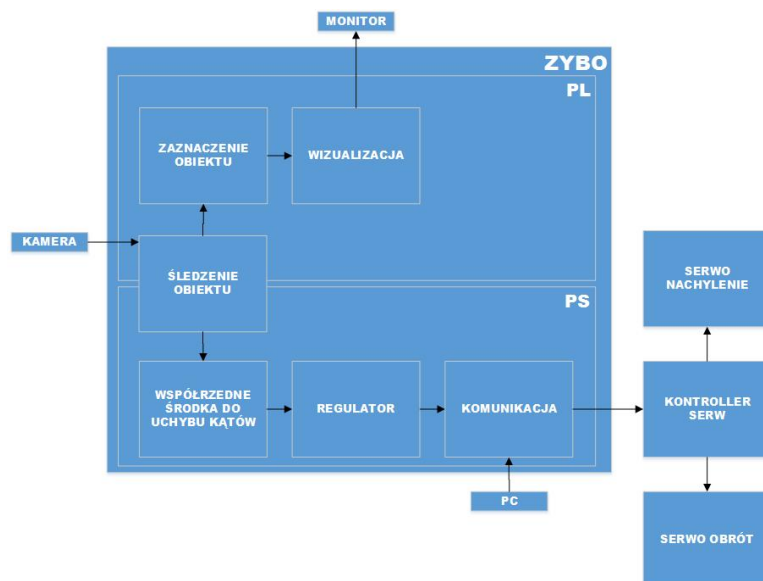 MONITOR
ZYBO
PL
ZAZNACZENIE
OBIEKTU
WIZUALIZACJA
KAMERA
ŚLEDZENIE
OBIEKTU
SERWO
NACHYLENIE
PS
WSPÓŁRZEDNE
ŚRODKA DO
UCHYBU KĄTÓW
REGULATOR
KOMUNIKACJA
KONTROLLER
SERW
PC
SERWO OBRÓT